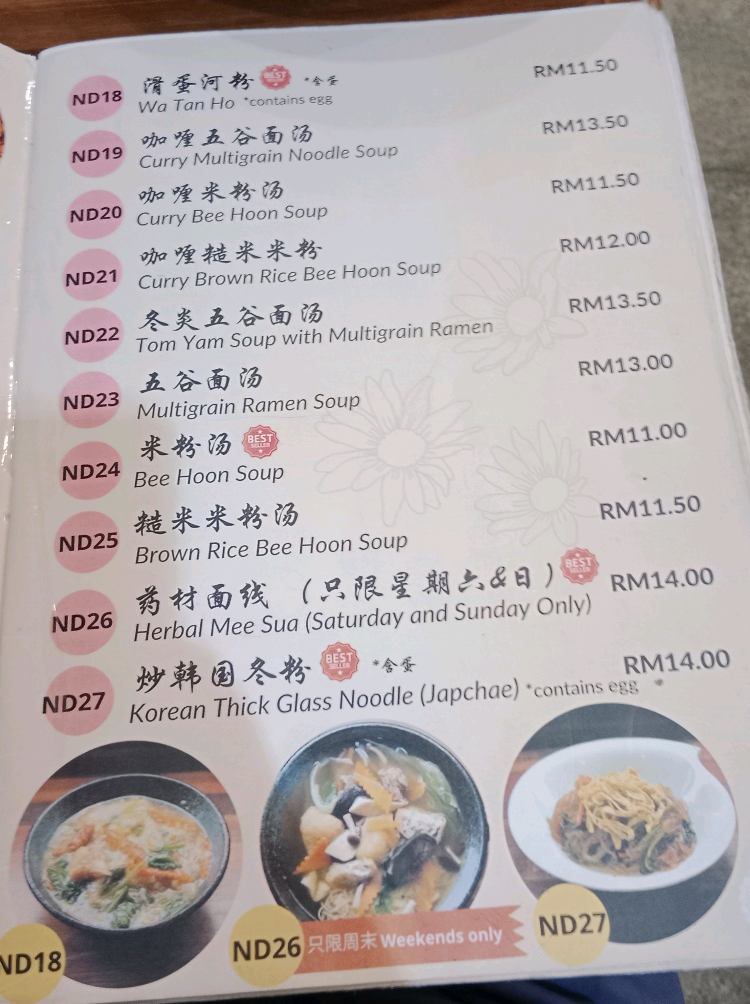 ND18 滑蛋河粉 BEST SELLER *含蛋 RM11.50
Wa Tan Ho *contains egg
ND19 咖喱五谷面汤 RM13.50
Curry Multigrain Noodle Soup
ND20 咖喱米粉汤 RM11.50
Curry Bee Hoon Soup
ND21 咖喱糙米米粉 RM12.00
Curry Brown Rice Bee Hoon Soup
ND22 冬炎五谷面汤 RM13.50
Tom Yam Soup with Multigrain Ramen
ND23 五谷面汤 RM13.00
Multigrain Ramen Soup
ND24 米粉汤 BEST SELLER RM11.00
Bee Hoon Soup
ND25 糙米米粉汤 RM11.50
Brown Rice Bee Hoon Soup
ND26 药材面线 (只限星期六&日) BEST SELLER RM14.00
Herbal Mee Sua (Saturday and Sunday Only)
ND27 炒韩国冬粉 BEST SELLER *含蛋 RM14.00
Korean Thick Glass Noodle (Japchae) *contains egg
ND18
ND26 只限周末 Weekends only
ND27